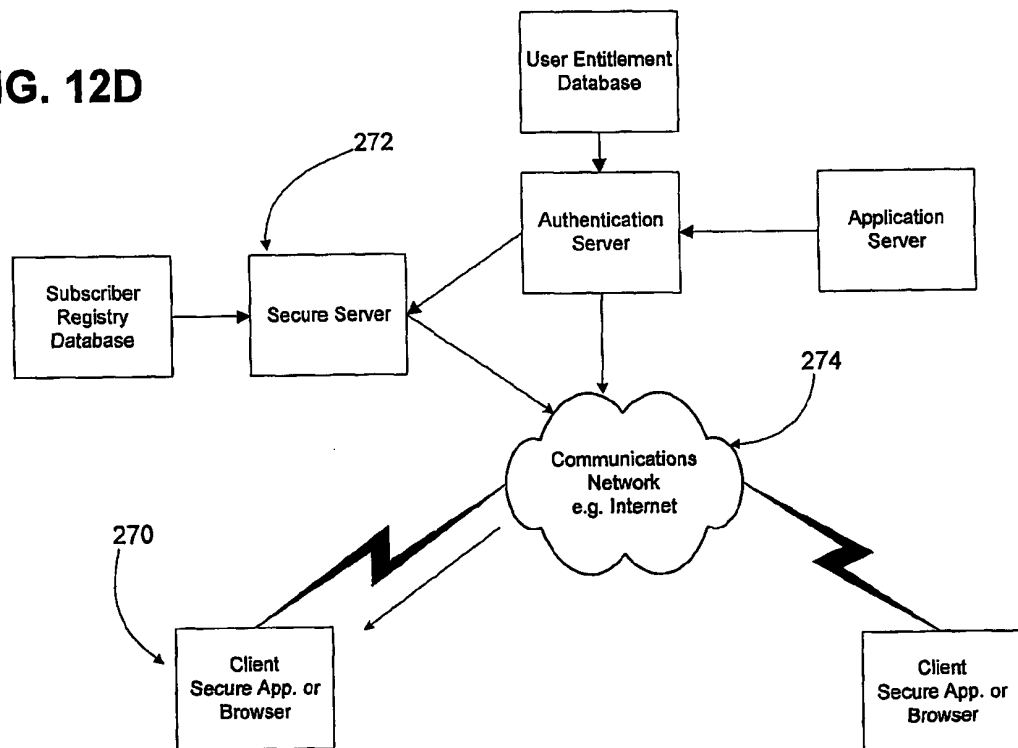 IG. 12D
User Entitlement
Database
272
Authentication
Server
Application
Server
Subscriber
Registry
Database
Secure Server
274
Communications
Network
e.g. Internet
270
Client
Secure App. or
Browser
Client
Secure App. or
Browser